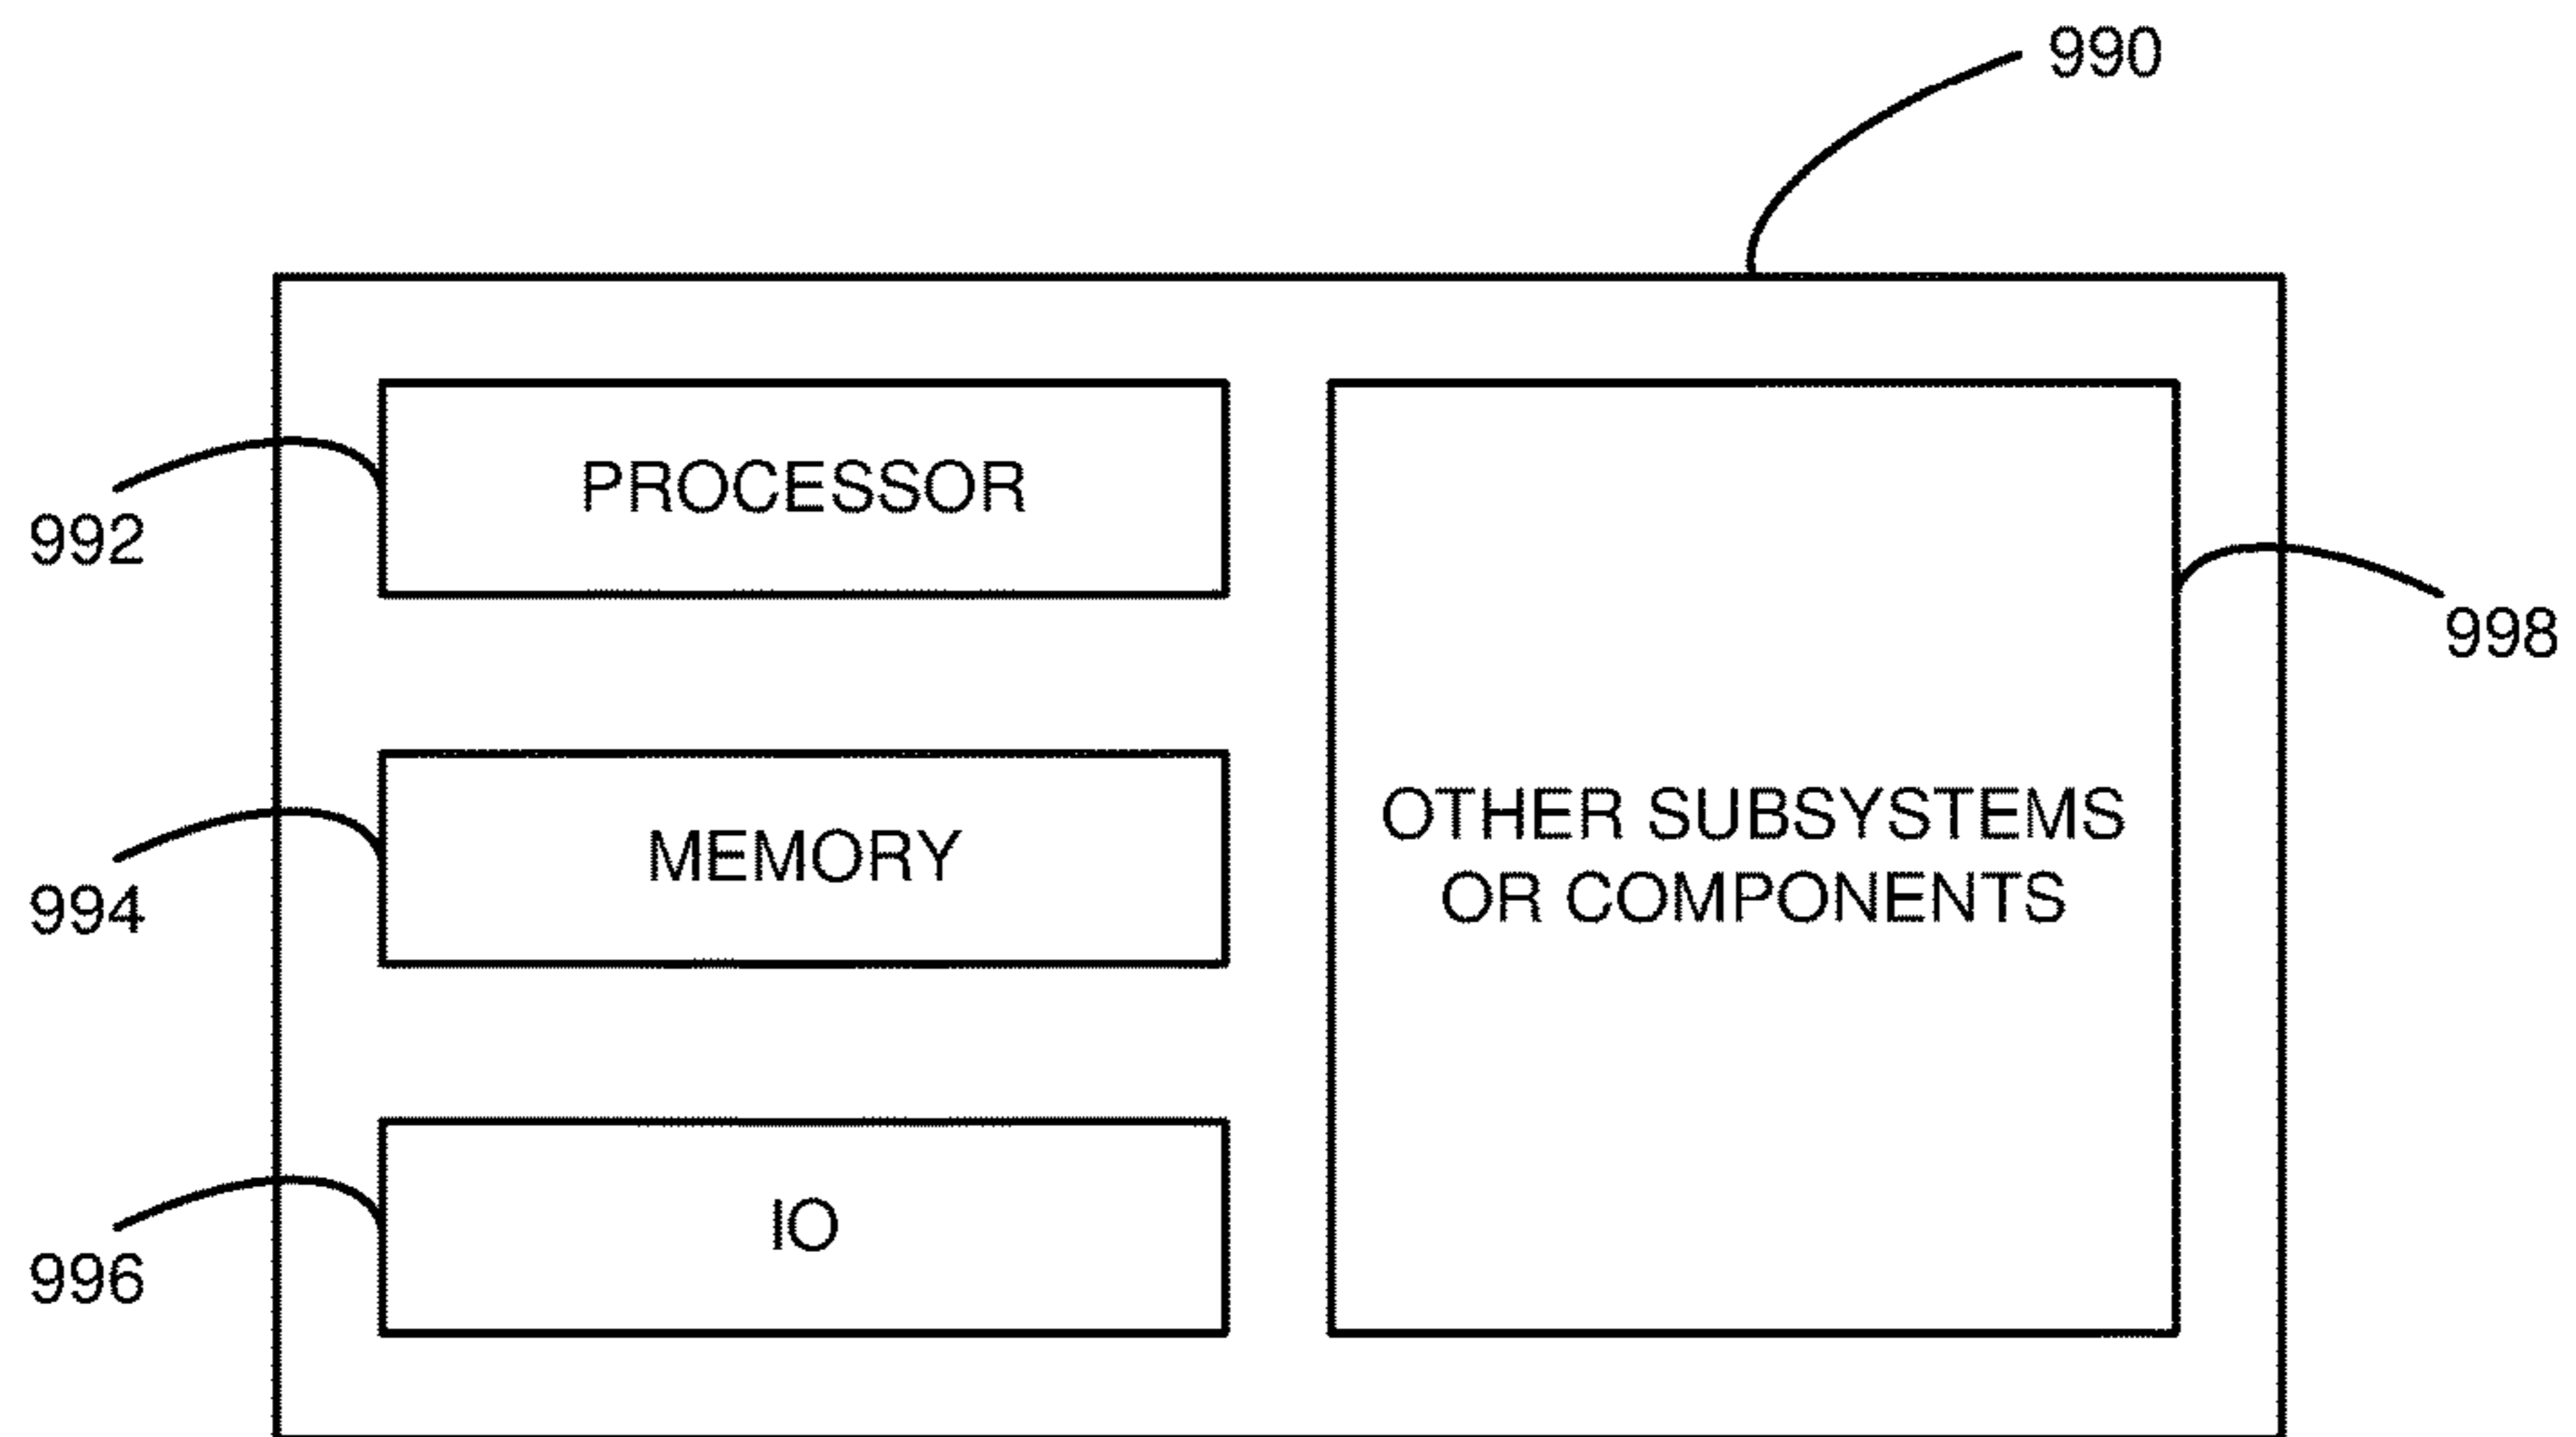 990
PROCESSOR
992
998
OTHER SUBSYSTEMS
OR COMPONENTS
MEMORY
994
IO
996